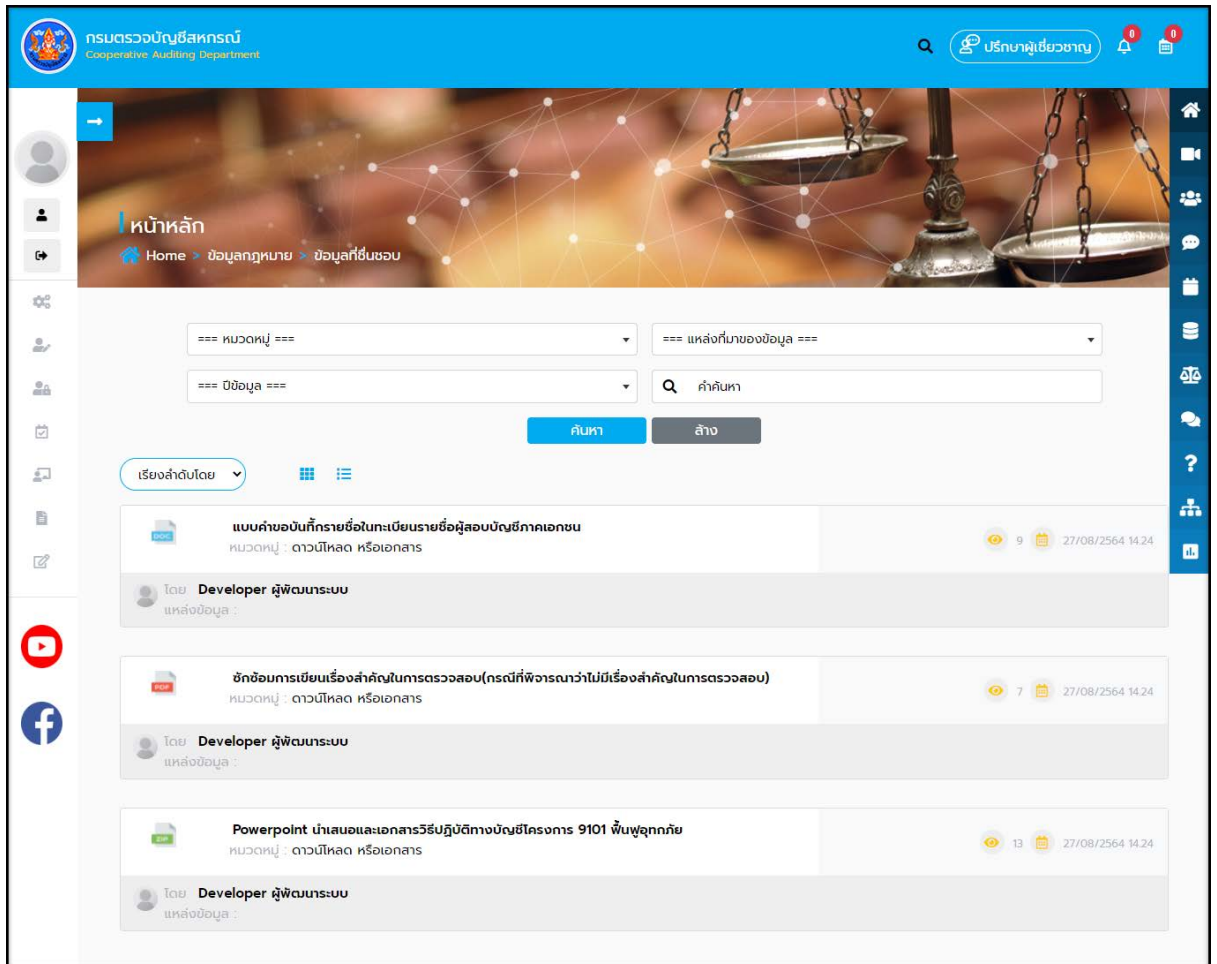 กรมตรวจบัญชีสหกรณ์
Cooperative Auditing Department
ปรึกษาผู้เชี่ยวชาญ
0
0
หน้าหลัก
Home > ข้อมูลกฎหมาย > ข้อมูลที่ชื่นชอบ
=== หมวดหมู่ ===
=== แหล่งที่มาของข้อมูล ===
=== ปีข้อมูล ===
คำค้นหา
ค้นหา
ล้าง
เรียงลำดับโดย
DOC
แบบคำขอบันทึกรายชื่อในทะเบียนรายชื่อผู้สอบบัญชีภาคเอกชน
หมวดหมู่ : ดาวน์โหลด หรือเอกสาร
9 27/08/2564 14.24
โดย Developer ผู้พัฒนาระบบ
แหล่งข้อมูล :
PDF
ซักซ้อมการเขียนเรื่องสำคัญในการตรวจสอบ(กรณีที่พิจารณาว่าไม่มีเรื่องสำคัญในการตรวจสอบ)
หมวดหมู่ : ดาวน์โหลด หรือเอกสาร
7 27/08/2564 14.24
โดย Developer ผู้พัฒนาระบบ
แหล่งข้อมูล :
ZIP
Powerpoint นำเสนอและเอกสารวิธีปฏิบัติทางบัญชีโครงการ 9101 ฟื้นฟูอุทกภัย
หมวดหมู่ : ดาวน์โหลด หรือเอกสาร
13 27/08/2564 14.24
โดย Developer ผู้พัฒนาระบบ
แหล่งข้อมูล :